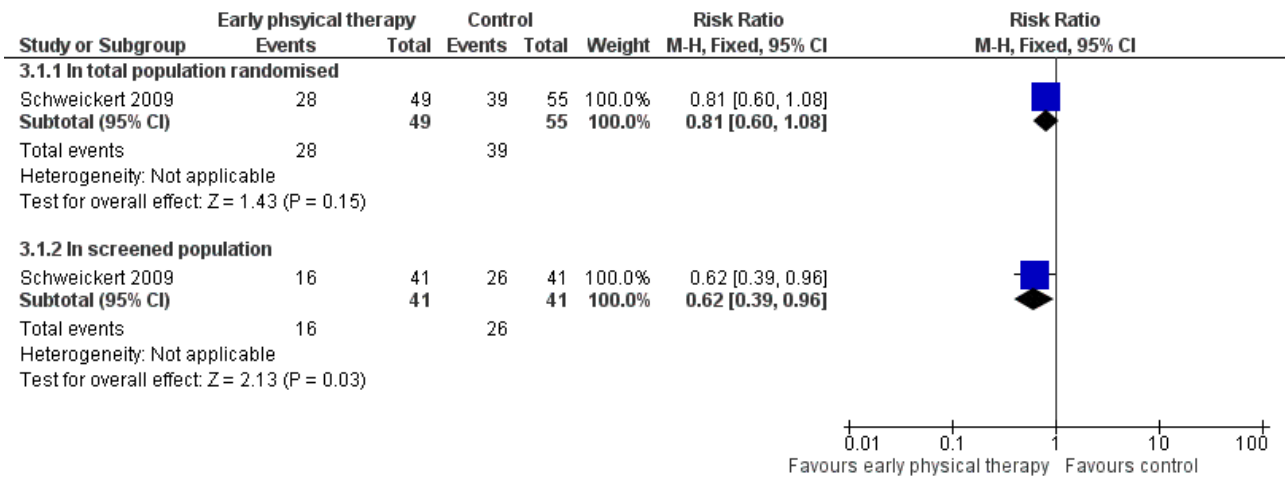 Early phsyical therapy Control Risk Ratio Risk Ratio
Study or Subgroup Events Total Events Total Weight M-H, Fixed, 95% CI M-H, Fixed, 95% CI
3.1.1 In total population randomised
Schweickert 2009 28 49 39 55 100.0% 0.81 [0.60, 1.08]
Subtotal (95% CI) 49 55 100.0% 0.81 [0.60, 1.08]
Total events 28 39
Heterogeneity: Not applicable
Test for overall effect: Z = 1.43 (P = 0.15)
3.1.2 In screened population
Schweickert 2009 16 41 26 41 100.0% 0.62 [0.39, 0.96]
Subtotal (95% CI) 41 41 100.0% 0.62 [0.39, 0.96]
Total events 16 26
Heterogeneity: Not applicable
Test for overall effect: Z = 2.13 (P = 0.03)
0.01 0.1 1 10 100
Favours early physical therapy Favours control